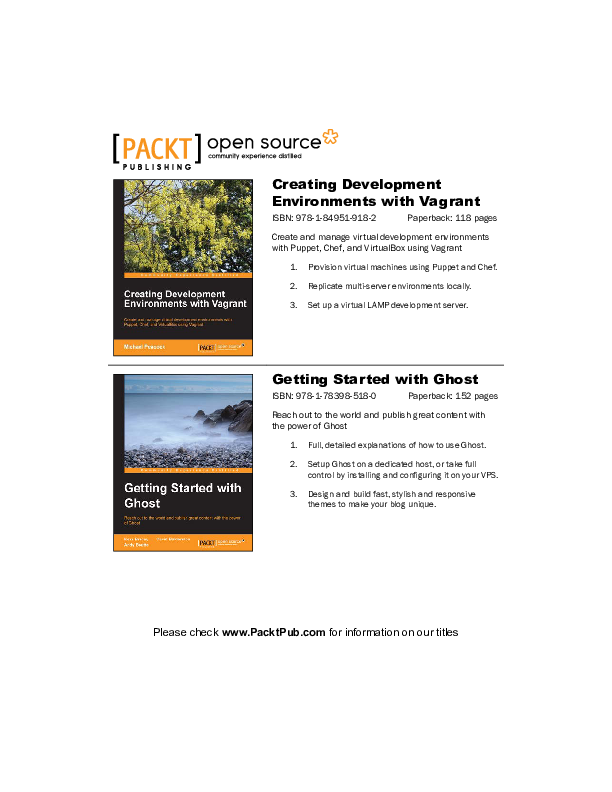 [PACKT] open source
PUBLISHING community experience distilled
Creating Development
Environments with Vagrant
ISBN: 978-1-84951-918-2 Paperback: 118 pages
Create and manage virtual development environments
with Puppet, Chef, and VirtualBox using Vagrant
1. Provision virtual machines using Puppet and Chef.
2. Replicate multi-server environments locally.
3. Set up a virtual LAMP development server.
Creating Development
Environments with Vagrant
Create and manage virtual development environments with
Puppet, Chef, and VirtualBox using Vagrant
Michael Peacock
PACKT
Getting Started with Ghost
ISBN: 978-1-78398-518-0 Paperback: 152 pages
Reach out to the world and publish great content with
the power of Ghost
1. Full, detailed explanations of how to use Ghost.
2. Setup Ghost on a dedicated host, or take full
control by installing and configuring it on your VPS.
3. Design and build fast, stylish and responsive
themes to make your blog unique.
Getting Started with
Ghost
Reach out to the world and publish great content with the power
of Ghost
PACKT
Please check www.PacktPub.com for information on our titles